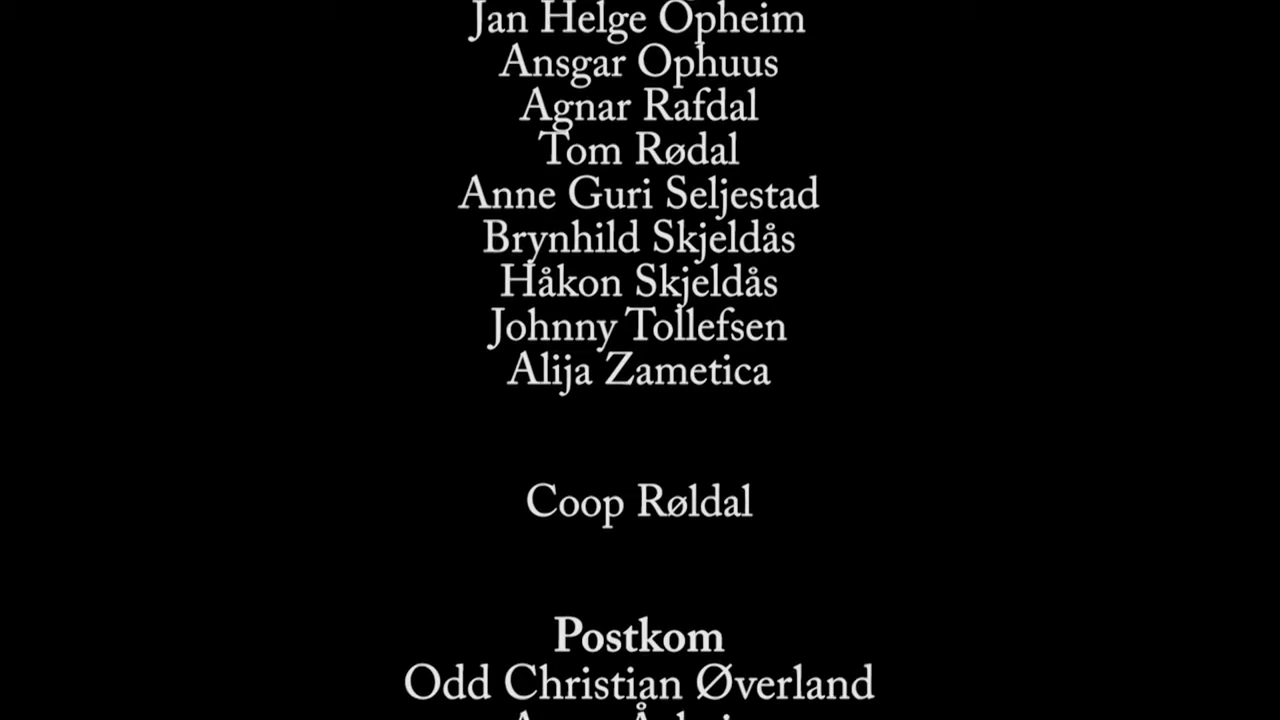 Jan Helge Opheim
Ansgar Ophuus
Agnar Rafdal
Tom Rødal
Anne Guri Seljestad
Brynhild Skjeldås
Håkon Skjeldås
Johnny Tollefsen
Alija Zametica
Coop Røldal
Postkom
Odd Christian Øverland